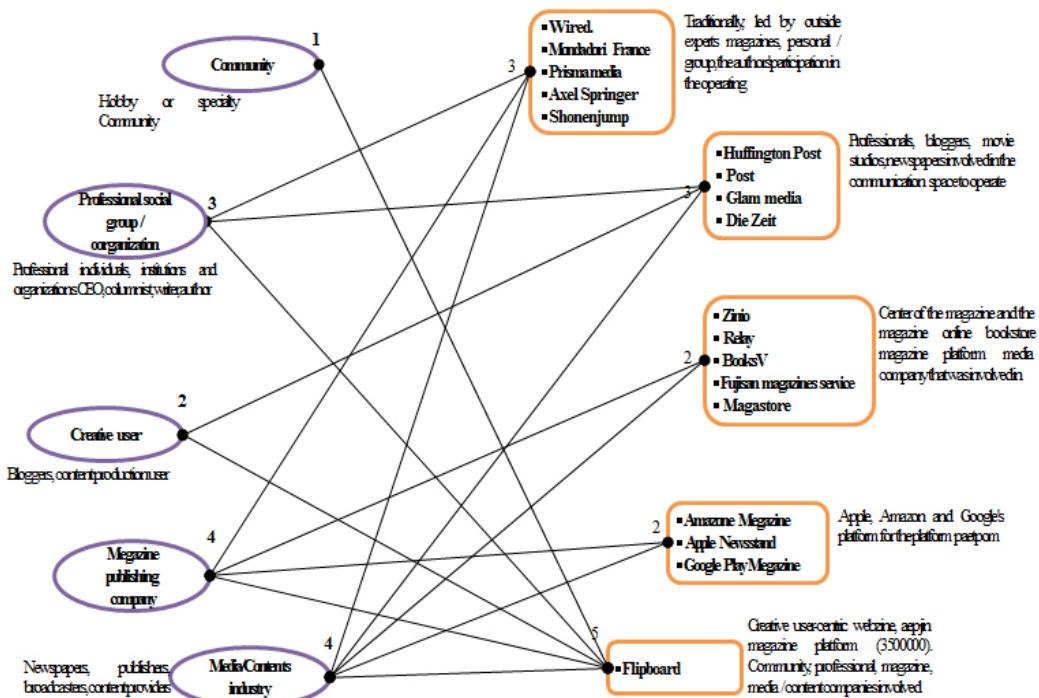 1
Community
Hobby or specialty
Community
3
Professional social
group /
oorganization
Professional individuals, institutions and
organizations CEO, columnist, writer, author
2
Creative user
Bloggers, content production user
4
Megazine
publishing
company
4
Media/Contents
industry
Newspapers, publishers,
broadcasters, content providers
3
▪ Wired.
▪ Mondadori France
▪ Prisma media
▪ Axel Springer
▪ Shonenjump
Traditionally, led by outside
experts magazines, personal /
group, the authors participation in
the operating
3
▪ Huffington Post
▪ Post
▪ Glam media
▪ Die Zeit
Professionals, bloggers, movie
studios, newspapers involved in the
communication space to operate
2
▪ Zinio
▪ Relay
▪ BooksV
▪ Fujisan magazines service
▪ Magastore
Center of the magazine and the
magazine online bookstore
magazine platform media
company that was involved in
2
▪ Amazone Megazine
▪ Apple Newsstand
▪ Google Play Megazine
Apple, Amazon and Google's
platform for the platform paetporn
5
▪ Flipboard
Creative user-centric webzine, aepjin
magazine platform (3500000).
Community, professional, magazine,
media / content companies involved